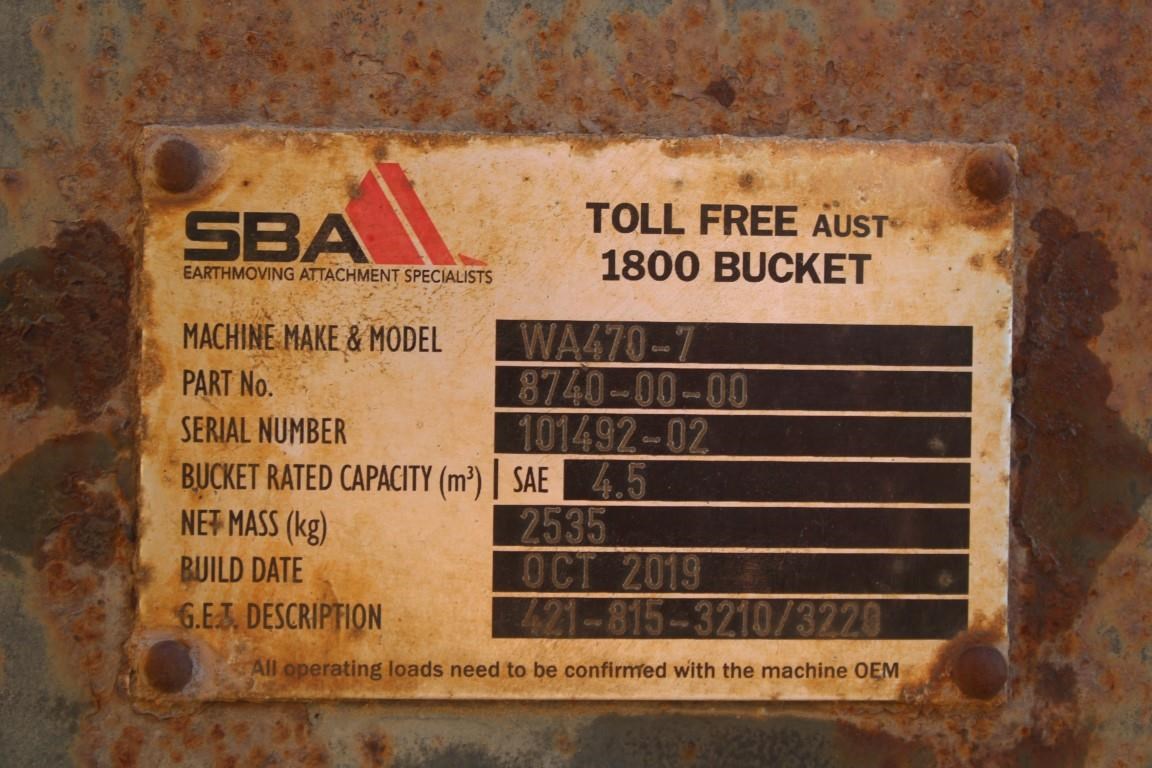 SBA
EARTHMOVING ATTACHMENT SPECIALISTS
TOLL FREE AUST
1800 BUCKET
MACHINE MAKE & MODEL WA470-7
PART No. 8740-00-00
SERIAL NUMBER 101492-02
BUCKET RATED CAPACITY (m³) | SAE 4.5
NET MASS (kg) 2535
BUILD DATE OCT 2019
G.E.T. DESCRIPTION 421-815-3210/3220
All operating loads need to be confirmed with the machine OEM